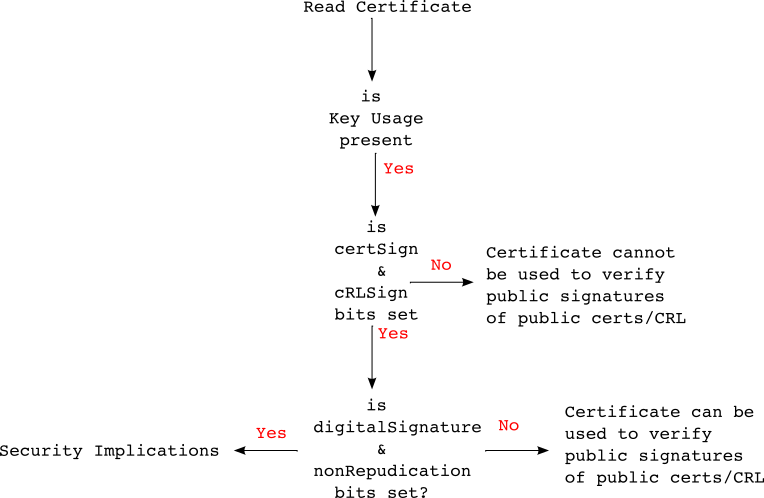 Read Certificate
is
Key Usage
present
Yes
is
certSign
&
cRLSign
bits set
No
Certificate cannot
be used to verify
public signatures
of public certs/CRL
Yes
is
digitalSignature
&
nonRepudication
bits set?
Yes
Security Implications
No
Certificate can be
used to verify
public signatures
of public certs/CRL